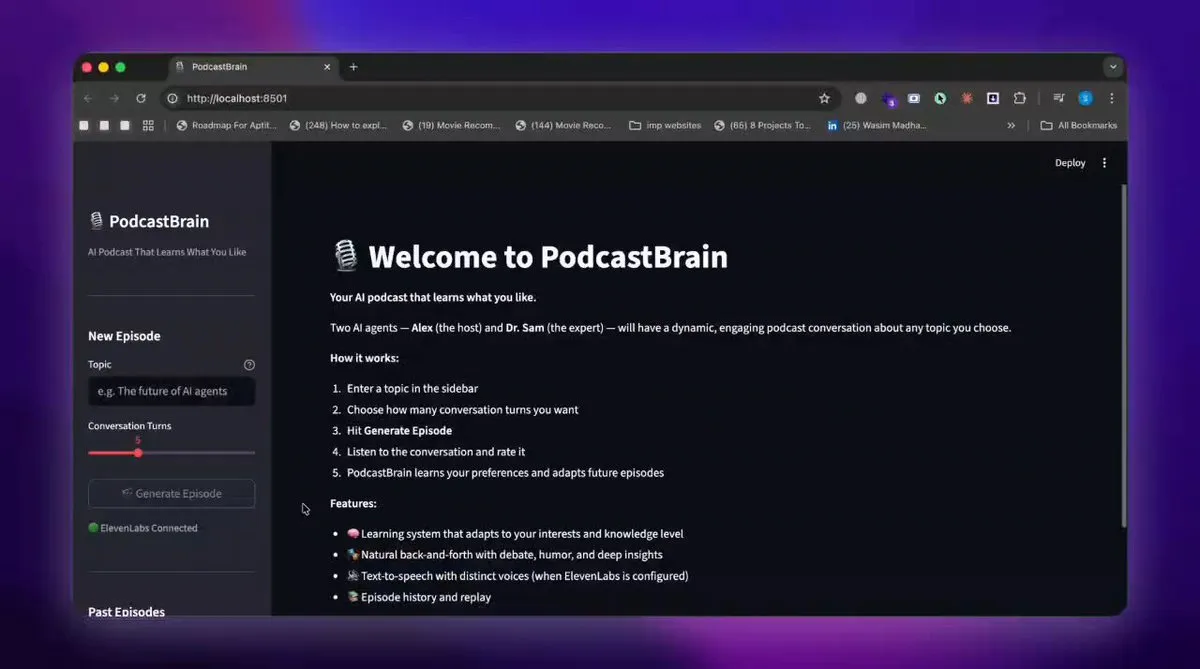 PodcastBrain
http://localhost:8501
Roadmap For Aptit...
(248) How to expl...
(19) Movie Recom...
(144) Movie Reco...
imp websites
(65) 8 Projects To...
(25) Wasim Madha...
All Bookmarks
Deploy
PodcastBrain
AI Podcast That Learns What You Like
New Episode
Topic
e.g. The future of AI agents
Conversation Turns
5
Generate Episode
ElevenLabs Connected
Past Episodes
Welcome to PodcastBrain
Your AI podcast that learns what you like.
Two AI agents — Alex (the host) and Dr. Sam (the expert) — will have a dynamic, engaging podcast conversation about any topic you choose.
How it works:
1. Enter a topic in the sidebar
2. Choose how many conversation turns you want
3. Hit Generate Episode
4. Listen to the conversation and rate it
5. PodcastBrain learns your preferences and adapts future episodes
Features:
• Learning system that adapts to your interests and knowledge level
• Natural back-and-forth with debate, humor, and deep insights
• Text-to-speech with distinct voices (when ElevenLabs is configured)
• Episode history and replay